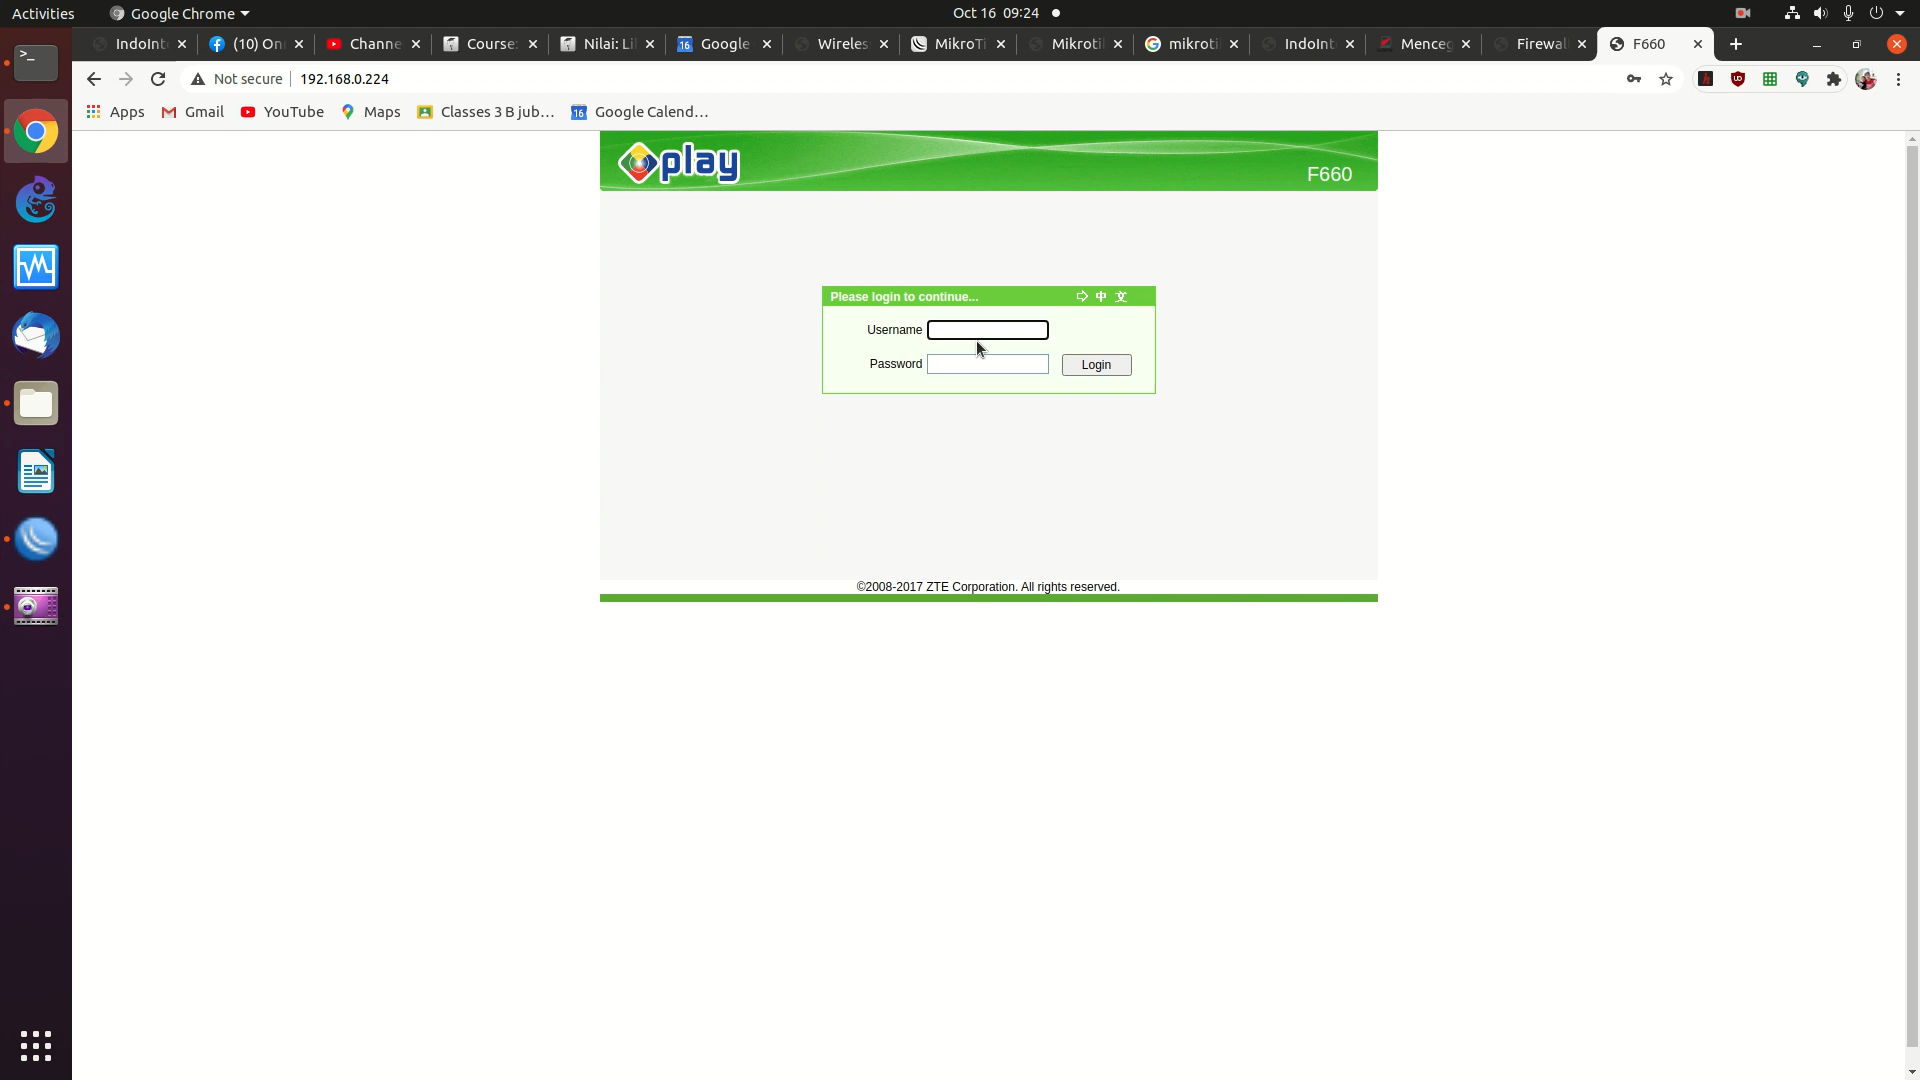 Activities
Google Chrome
Oct 16 09:24
IndoInt
(10) On
Channe
Course:
Nilai: Li
Google
Wireles
MikroTi
Mikroti
mikroti
IndoInt
Menceg
Firewal
F660
Not secure
192.168.0.224
Apps
Gmail
YouTube
Maps
Classes 3 B jub...
Google Calend...
play
F660
Please login to continue...
中 文
Username
Password
Login
©2008-2017 ZTE Corporation. All rights reserved.